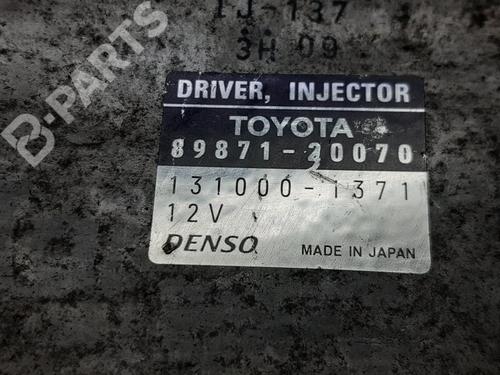 IJ-137
3H 09
DRIVER, INJECTOR
TOYOTA
89871-20070
131000-1371
12V
DENSO
MADE IN JAPAN
B-PARTS